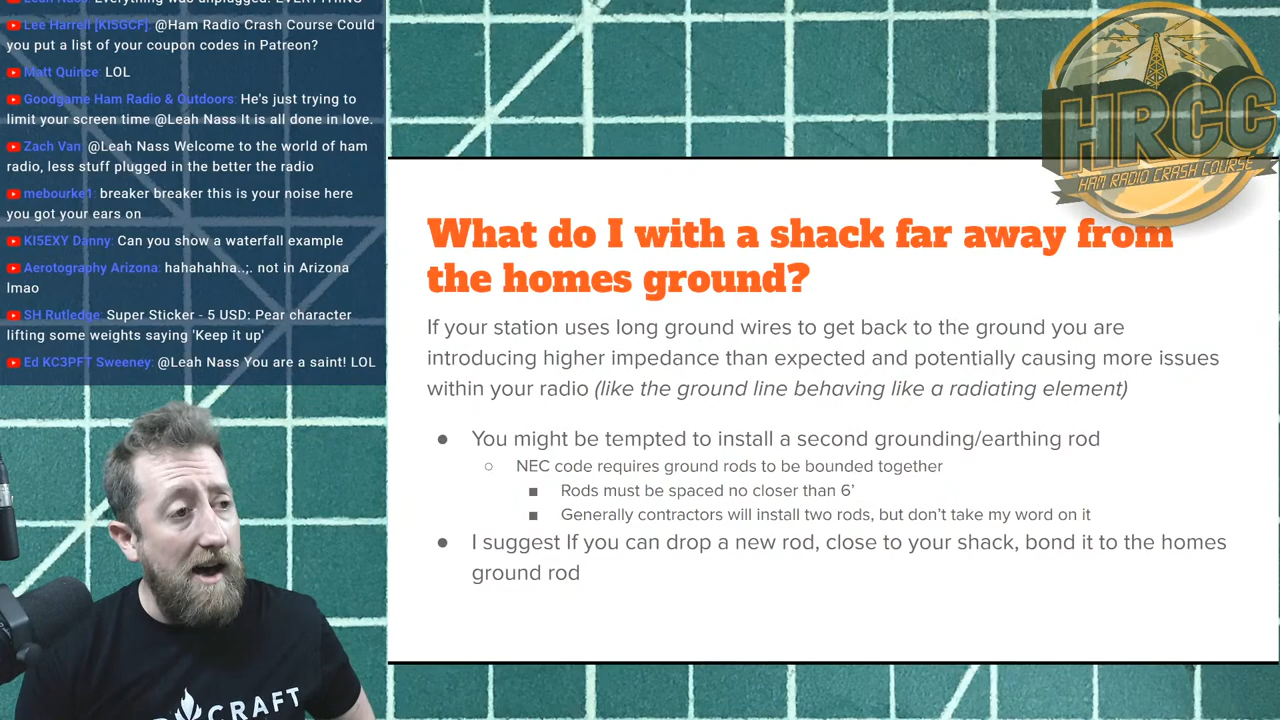 Lee Harrell [KI5GCF]: @Ham Radio Crash Course Could
you put a list of your coupon codes in Patreon?
Matt Quince: LOL
Goodgame Ham Radio & Outdoors: He's just trying to
limit your screen time @Leah Nass It is all done in love.
Zach Van: @Leah Nass Welcome to the world of ham
radio, less stuff plugged in the better the radio
mebourke1: breaker breaker this is your noise here
you got your ears on
KI5EXY Danny: Can you show a waterfall example
Aerotography Arizona: hahahahha..;. not in Arizona
lmao
SH Rutledge: Super Sticker - 5 USD: Pear character
lifting some weights saying 'Keep it up'
Ed KC3PFT Sweeney: @Leah Nass You are a saint! LOL
HRCC
HAM RADIO CRASH COURSE
What do I with a shack far away from
the homes ground?
If your station uses long ground wires to get back to the ground you are
introducing higher impedance than expected and potentially causing more issues
within your radio (like the ground line behaving like a radiating element)
● You might be tempted to install a second grounding/earthing rod
○ NEC code requires ground rods to be bounded together
■ Rods must be spaced no closer than 6'
■ Generally contractors will install two rods, but don't take my word on it
● I suggest If you can drop a new rod, close to your shack, bond it to the homes
ground rod
CRAFT